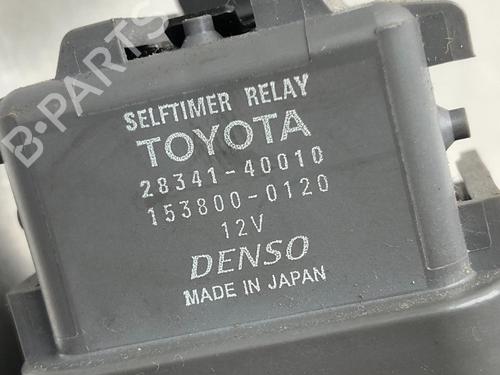 B-PARTS
SELFTIMER RELAY
TOYOTA
28341-40010
153800-0120
12V
DENSO
MADE IN JAPAN